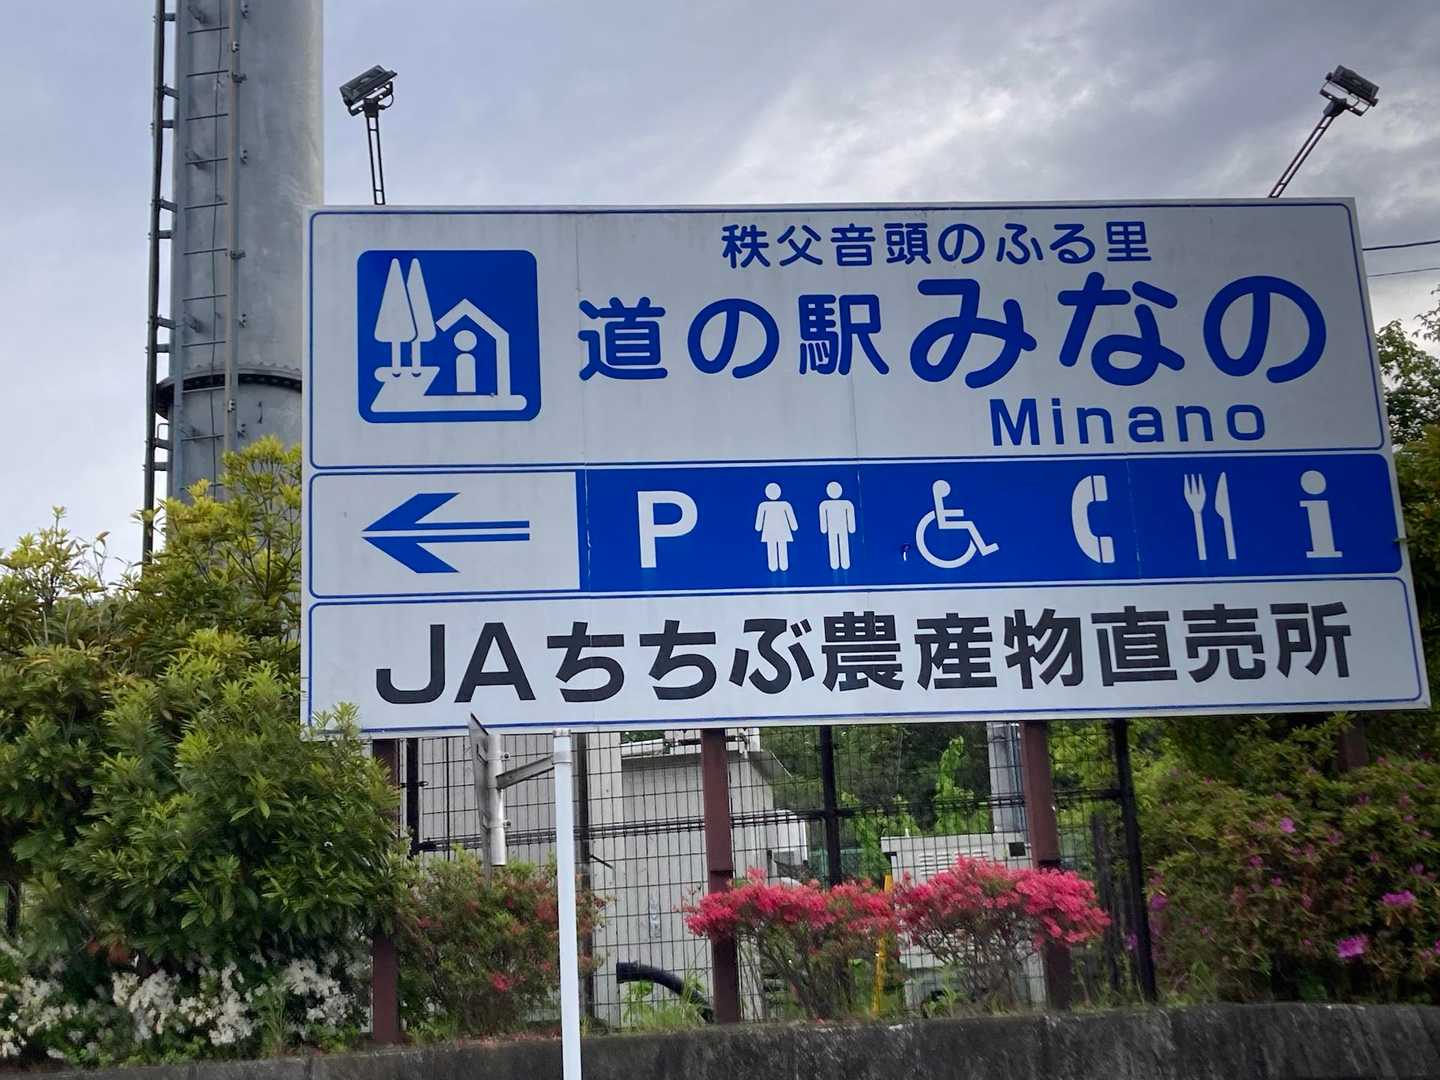 秩父音頭のふる里
道の駅みなの
Minano
P
JAちちぶ農産物直売所